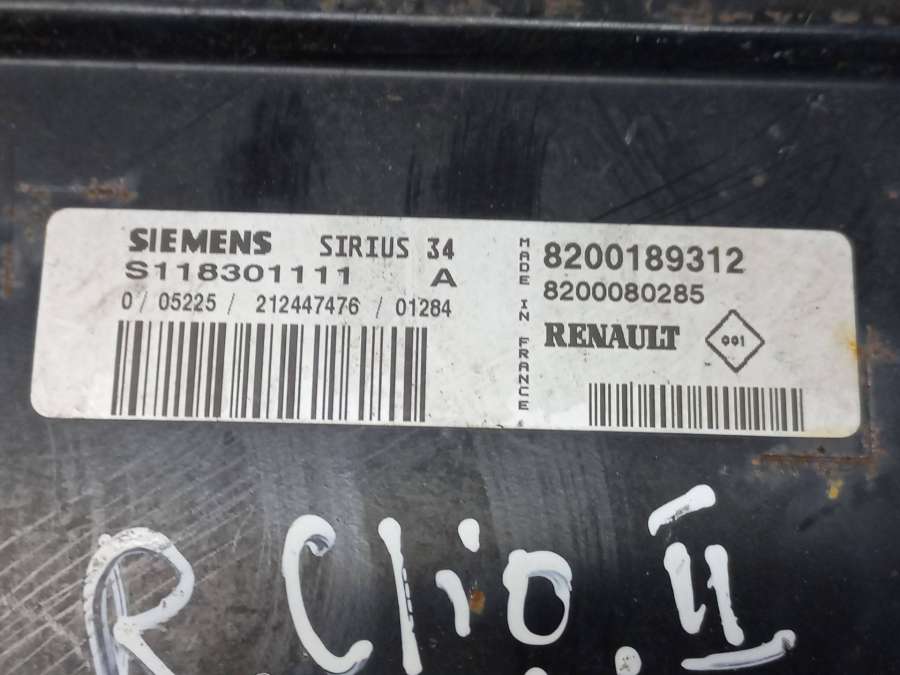 SIEMENS SIRIUS 34
S118301111 A
0 / 05225 / 212447476 / 01284
MADE IN FRANCE
8200189312
8200080285
RENAULT 001
R. Clio II